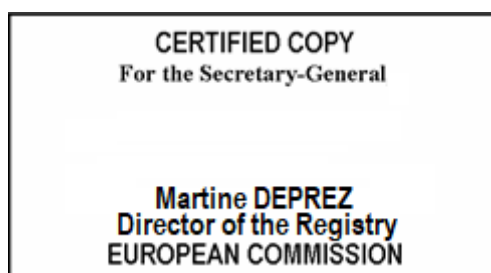 CERTIFIED COPY
For the Secretary-General
Martine DEPREZ
Director of the Registry
EUROPEAN COMMISSION